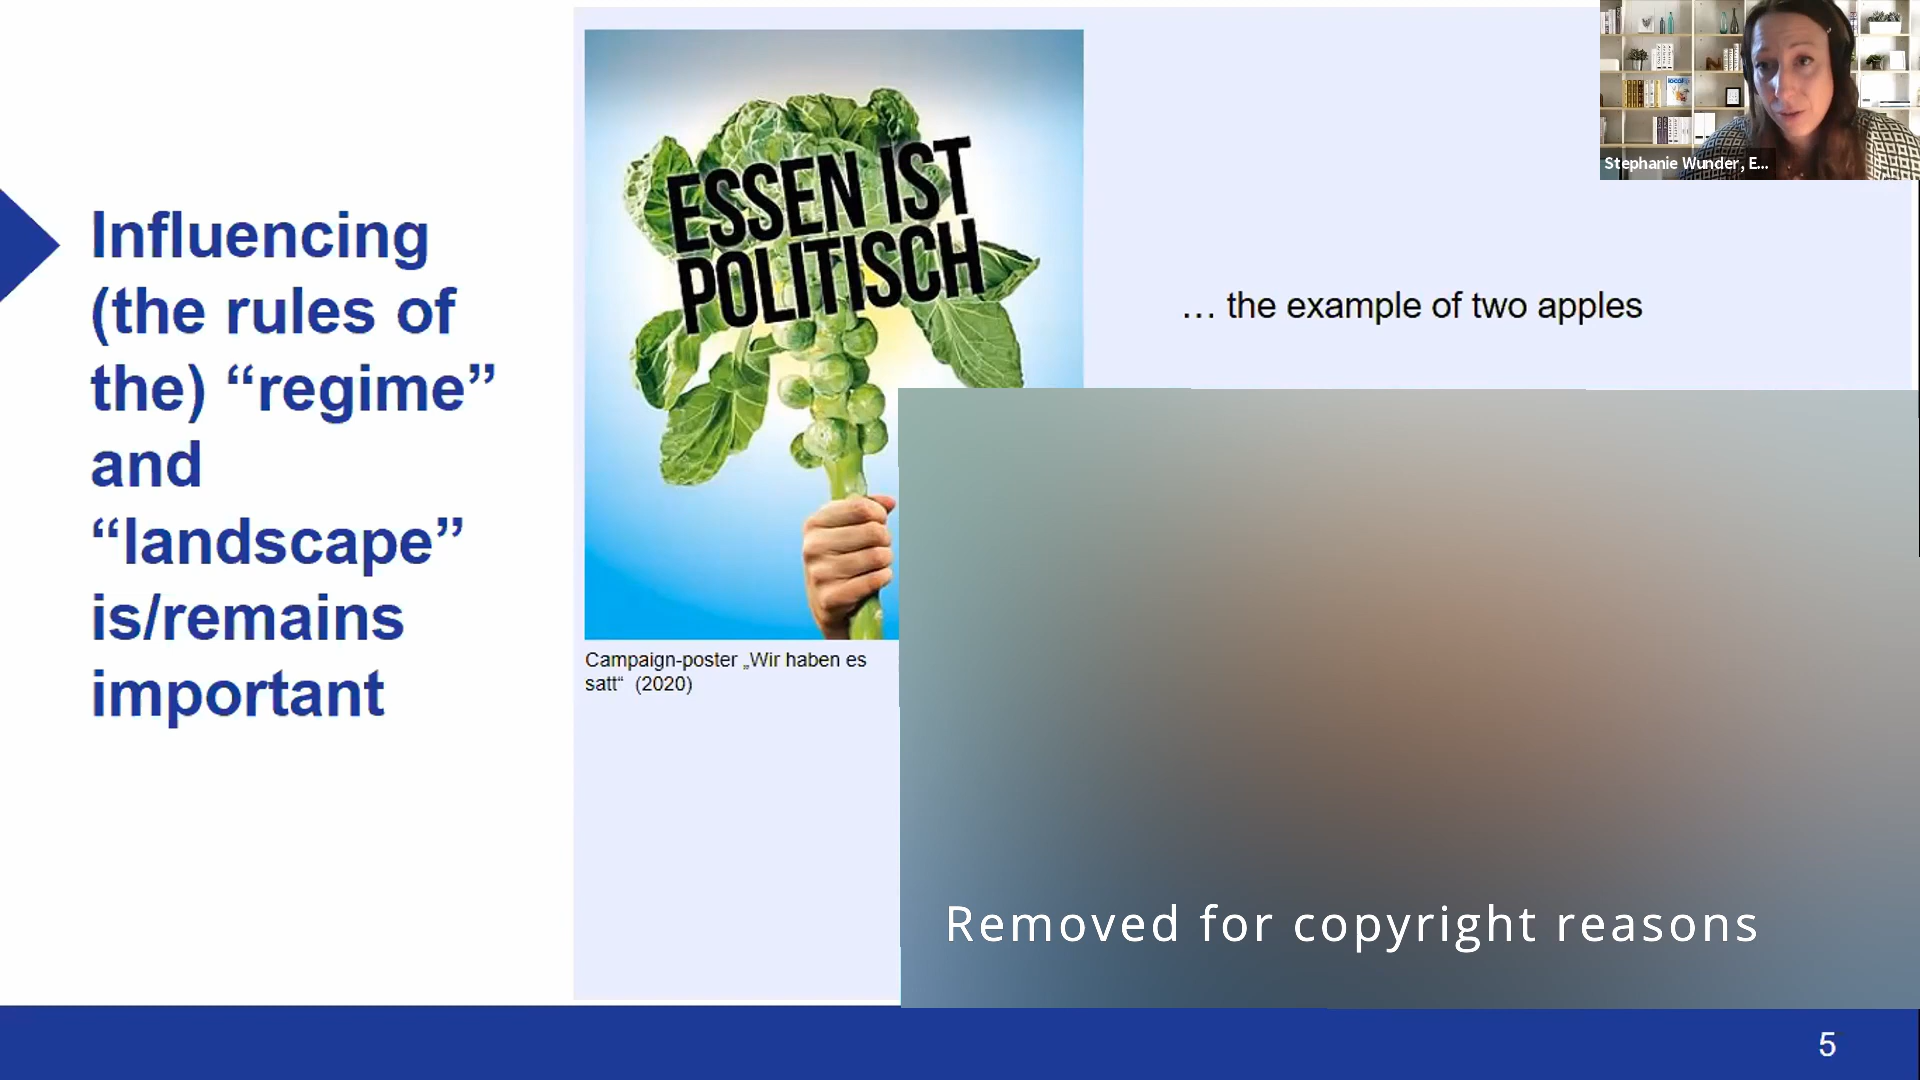 Influencing
(the rules of
the) “regime”
and
“landscape”
is/remains
important
ESSEN IST
POLITISCH
Campaign-poster „Wir haben es
satt“ (2020)
… the example of two apples
local
Stephanie Wunder, E...
Removed for copyright reasons
5